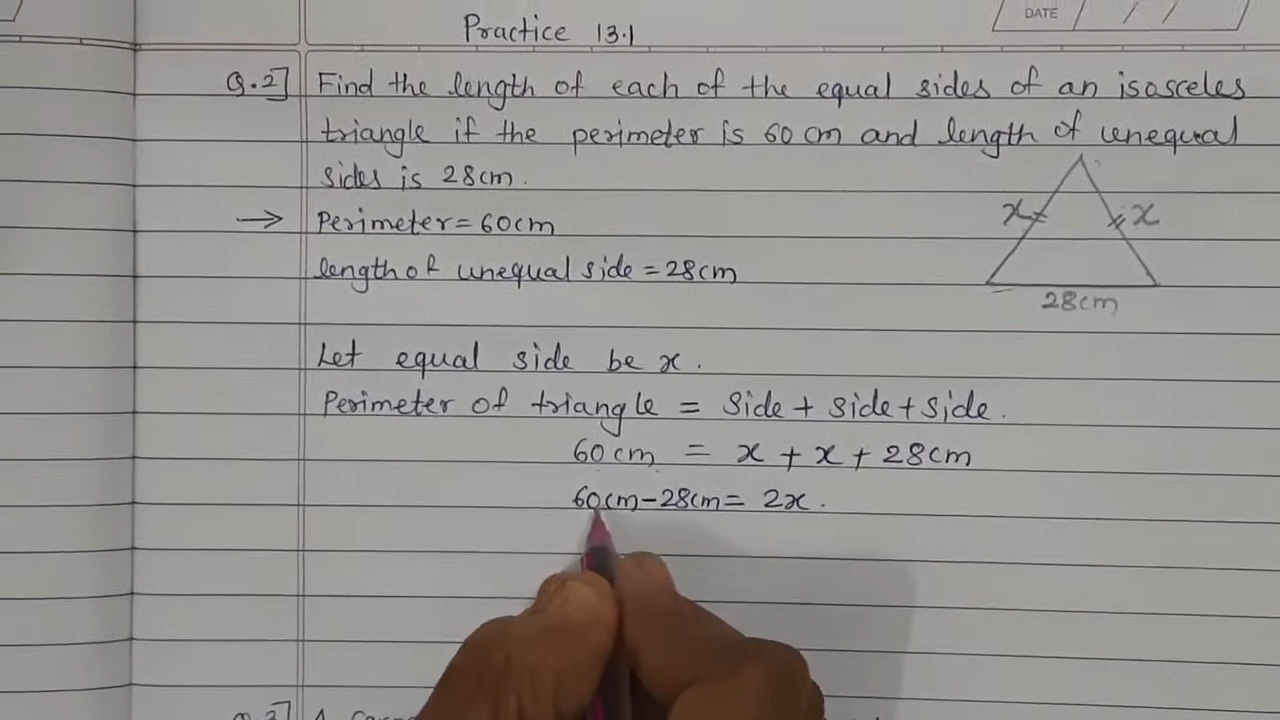 DATE / /
Practice 13.1
Q.2] Find the length of each of the equal sides of an isosceles
triangle if the perimeter is 60 cm and length of unequal
sides is 28cm.
→ Perimeter = 60cm
length of unequal side = 28cm
x x
28cm
Let equal side be x.
Perimeter of triangle = Side + side + side.
60cm = x + x + 28cm
60cm - 28cm = 2x.